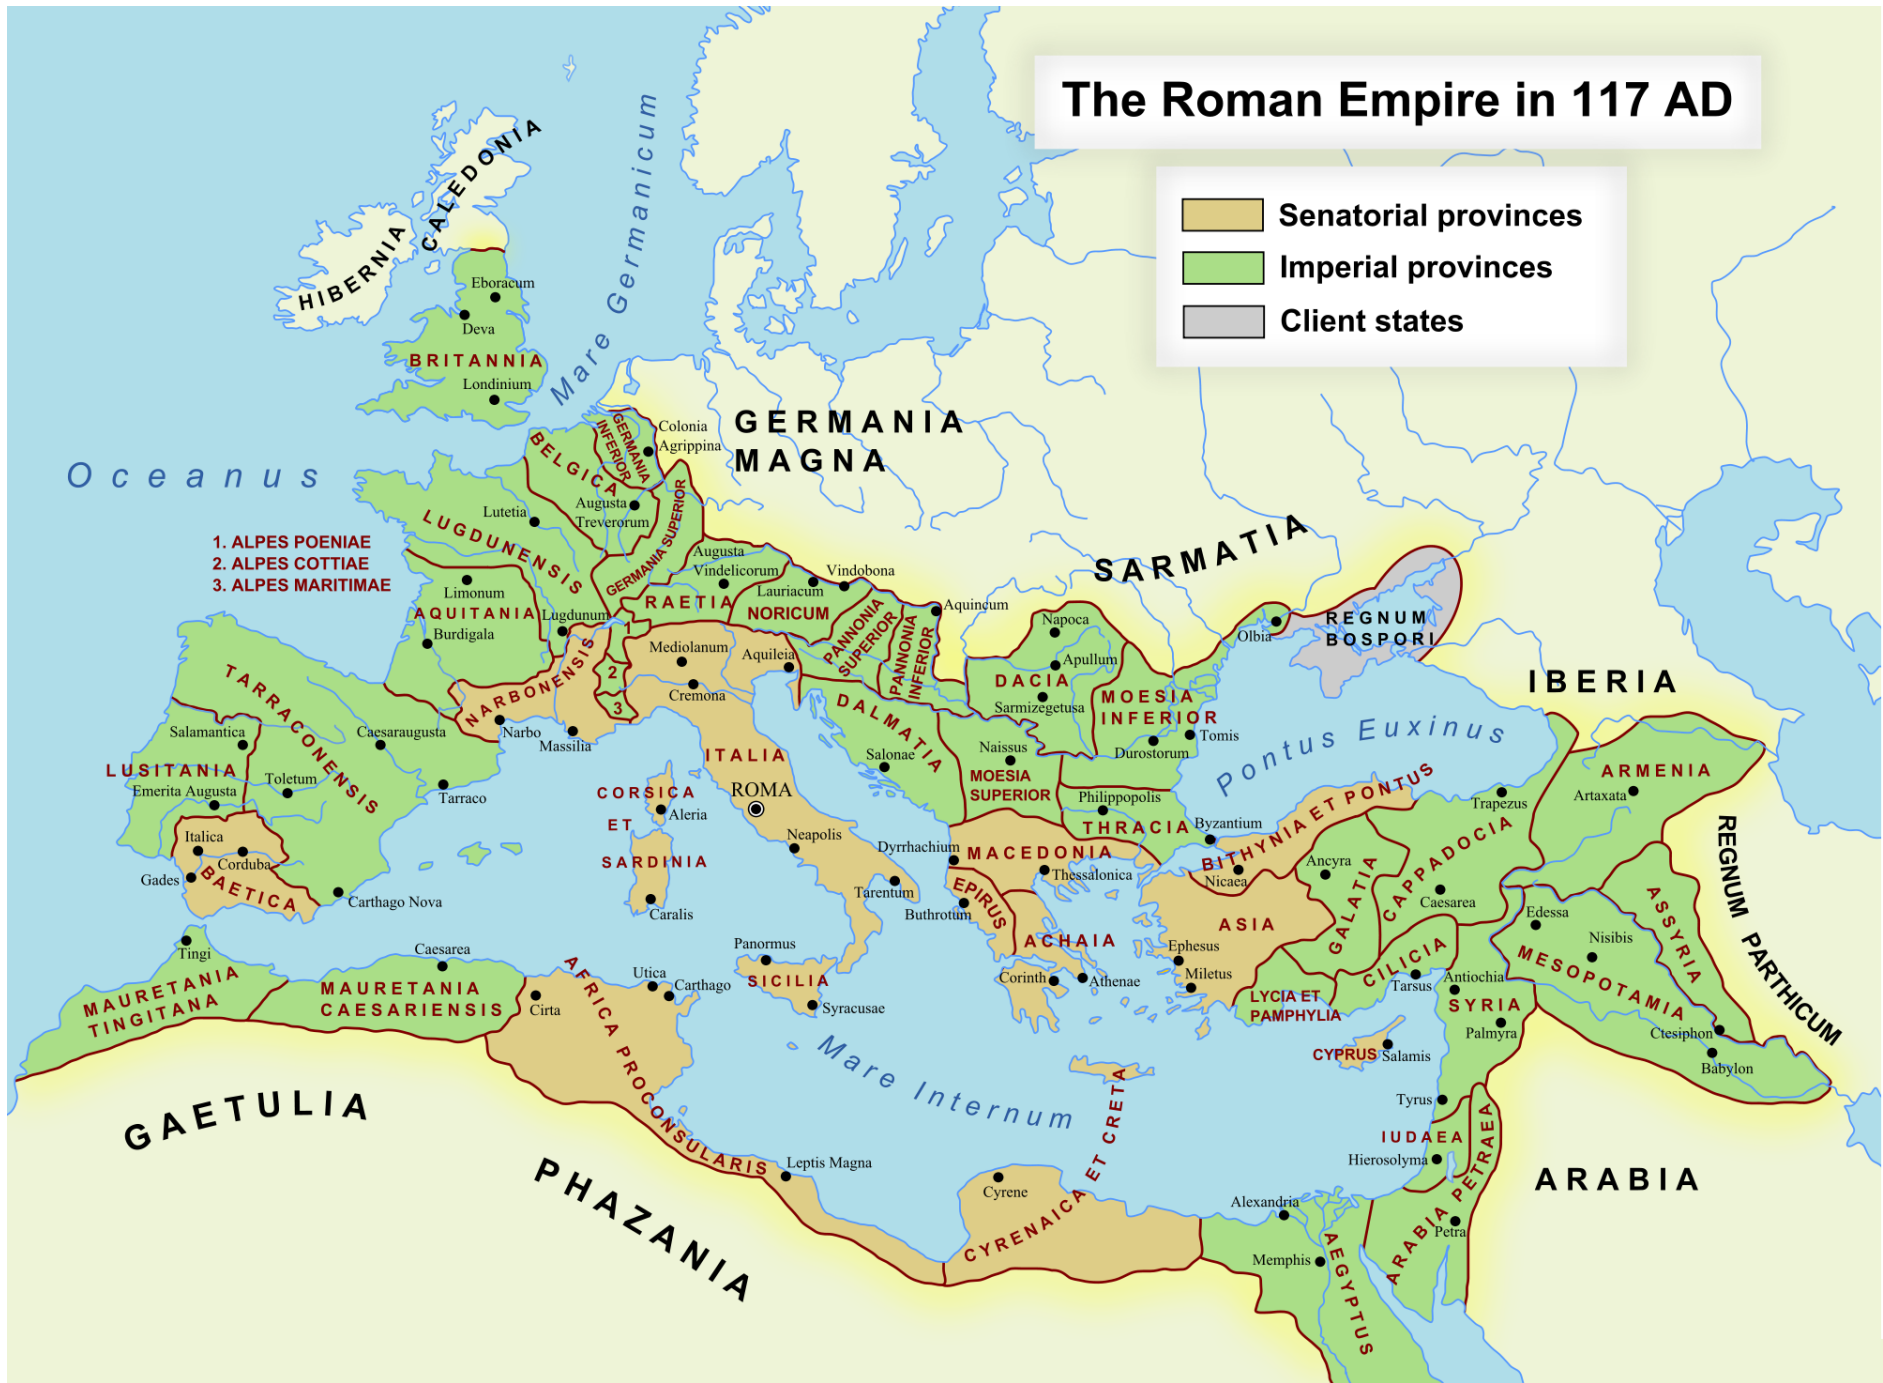 The Roman Empire in 117 AD
Senatorial provinces
Imperial provinces
Client states
CALEDONIA
HIBERNIA
Mare Germanicum
Eboracum
Deva
BRITANNIA
Londinium
Oceanus
GERMANIA
MAGNA
SARMATIA
1. ALPES POENIAE
2. ALPES COTTIAE
3. ALPES MARITIMAE
GERMANIA
INFERIOR
Colonia
Agrippina
BELGICA
Augusta
Treverorum
GERMANIA SUPERIOR
Lutetia
LUGDUNENSIS
Limonum
AQUITANIA
Burdigala
Lugdunum
Augusta
Vindelicorum
RAETIA
Lauriacum
NORICUM
Vindobona
PANNONIA
SUPERIOR
PANNONIA
INFERIOR
Aquincum
1
2
3
NARBONENSIS
Narbo
Massilia
Mediolanum
Cremona
Aquileia
ITALIA
ROMA
Neapolis
Tarentum
CORSICA
ET
SARDINIA
Aleria
Caralis
Panormus
SICILIA
Syracusae
TARRACONENSIS
Salamantica
LUSITANIA
Emerita Augusta
Toletum
Caesaraugusta
Tarraco
Italica
Corduba
Gades
BAETICA
Carthago Nova
DALMATIA
Salonae
Napoca
Apullum
DACIA
Sarmizegetusa
MOESIA
INFERIOR
Durostorum
Tomis
Naissus
MOESIA
SUPERIOR
Philippopolis
THRACIA
Byzantium
Olbia
REGNUM
BOSPORI
IBERIA
Pontus Euxinus
Dyrrhachium
MACEDONIA
Thessalonica
EPIRUS
Buthrotum
ACHAIA
Corinth
Athenae
BITHYNIA ET PONTUS
Nicaea
Trapezus
ARMENIA
Artaxata
Ancyra
GALATIA
CAPPADOCIA
Caesarea
ASIA
Ephesus
Miletus
LYCIA ET
PAMPHYLIA
CILICIA
Tarsus
Antiochia
SYRIA
Palmyra
CYPRUS
Salamis
Edessa
Nisibis
MESOPOTAMIA
ASSYRIA
Ctesiphon
Babylon
REGNUM PARTHICUM
Tyrus
IUDAEA
Hierosolyma
ARABIA PETRAEA
Petra
ARABIA
Tingi
MAURETANIA
TINGITANA
Caesarea
MAURETANIA
CAESARIENSIS
Cirta
Utica
Carthago
AFRICA PROCONSULARIS
Leptis Magna
Mare Internum
GAETULIA
PHAZANIA
Cyrene
CYRENAICA ET CRETA
Alexandria
Memphis
AEGYPTUS